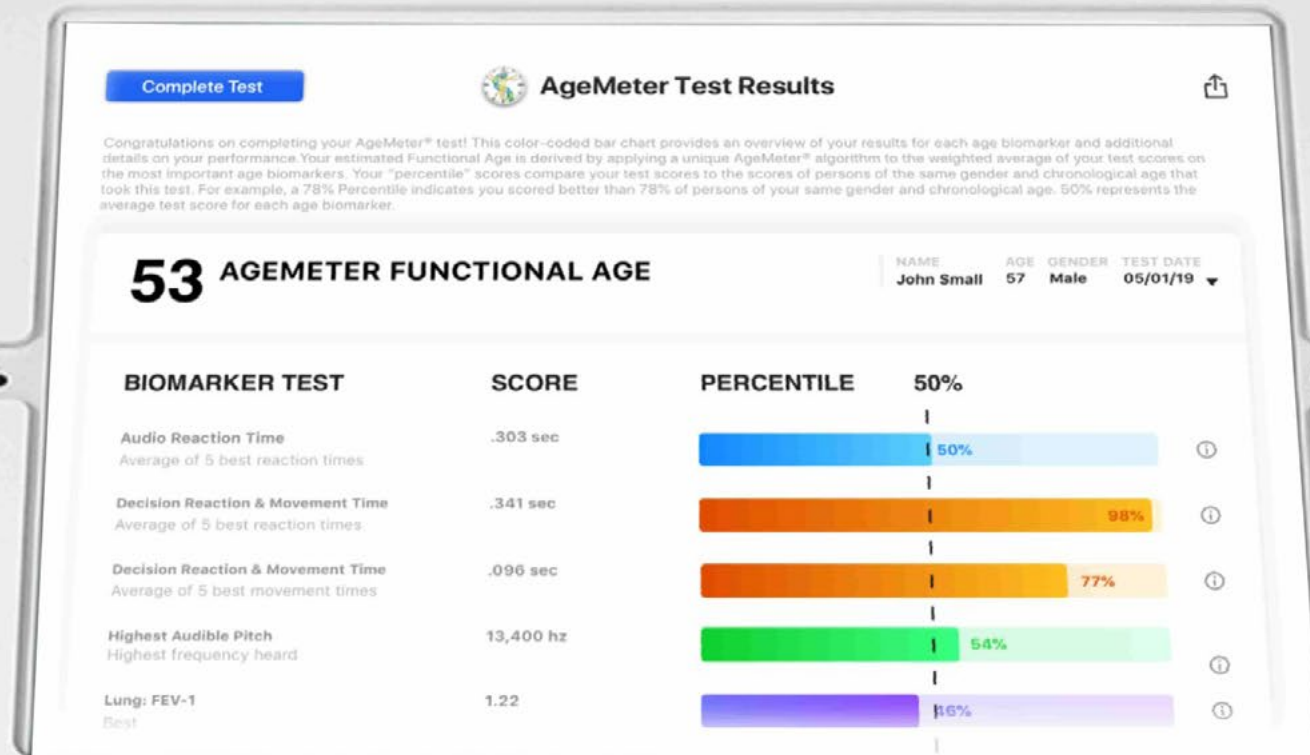 Complete Test
AgeMeter Test Results
Congratulations on completing your AgeMeter® test! This color-coded bar chart provides an overview of your results for each age biomarker and additional
details on your performance.Your estimated Functional Age is derived by applying a unique AgeMeter® algorithm to the weighted average of your test scores on
the most important age biomarkers. Your "percentile" scores compare your test scores to the scores of persons of the same gender and chronological age that
took this test. For example, a 78% Percentile indicates you scored better than 78% of persons of your same gender and chronological age. 50% represents the
average test score for each age biomarker.
53 AGEMETER FUNCTIONAL AGE
NAME AGE GENDER TEST DATE
John Small 57 Male 05/01/19
BIOMARKER TEST SCORE PERCENTILE 50%
Audio Reaction Time .303 sec 50%
Average of 5 best reaction times
Decision Reaction & Movement Time .341 sec 98%
Average of 5 best reaction times
Decision Reaction & Movement Time .096 sec 77%
Average of 5 best movement times
Highest Audible Pitch 13,400 hz 54%
Highest frequency heard
Lung: FEV-1 1.22 46%
Best